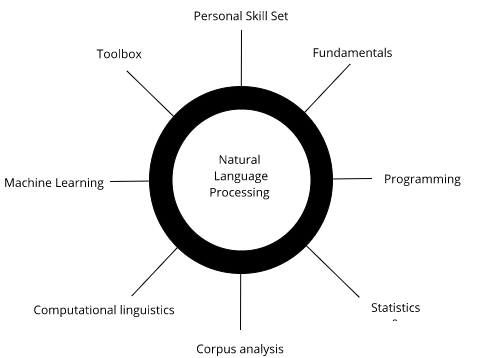 Personal Skill Set
Toolbox
Fundamentals
Natural
Language
Processing
Machine Learning
Programming
Computational linguistics
Statistics
Corpus analysis